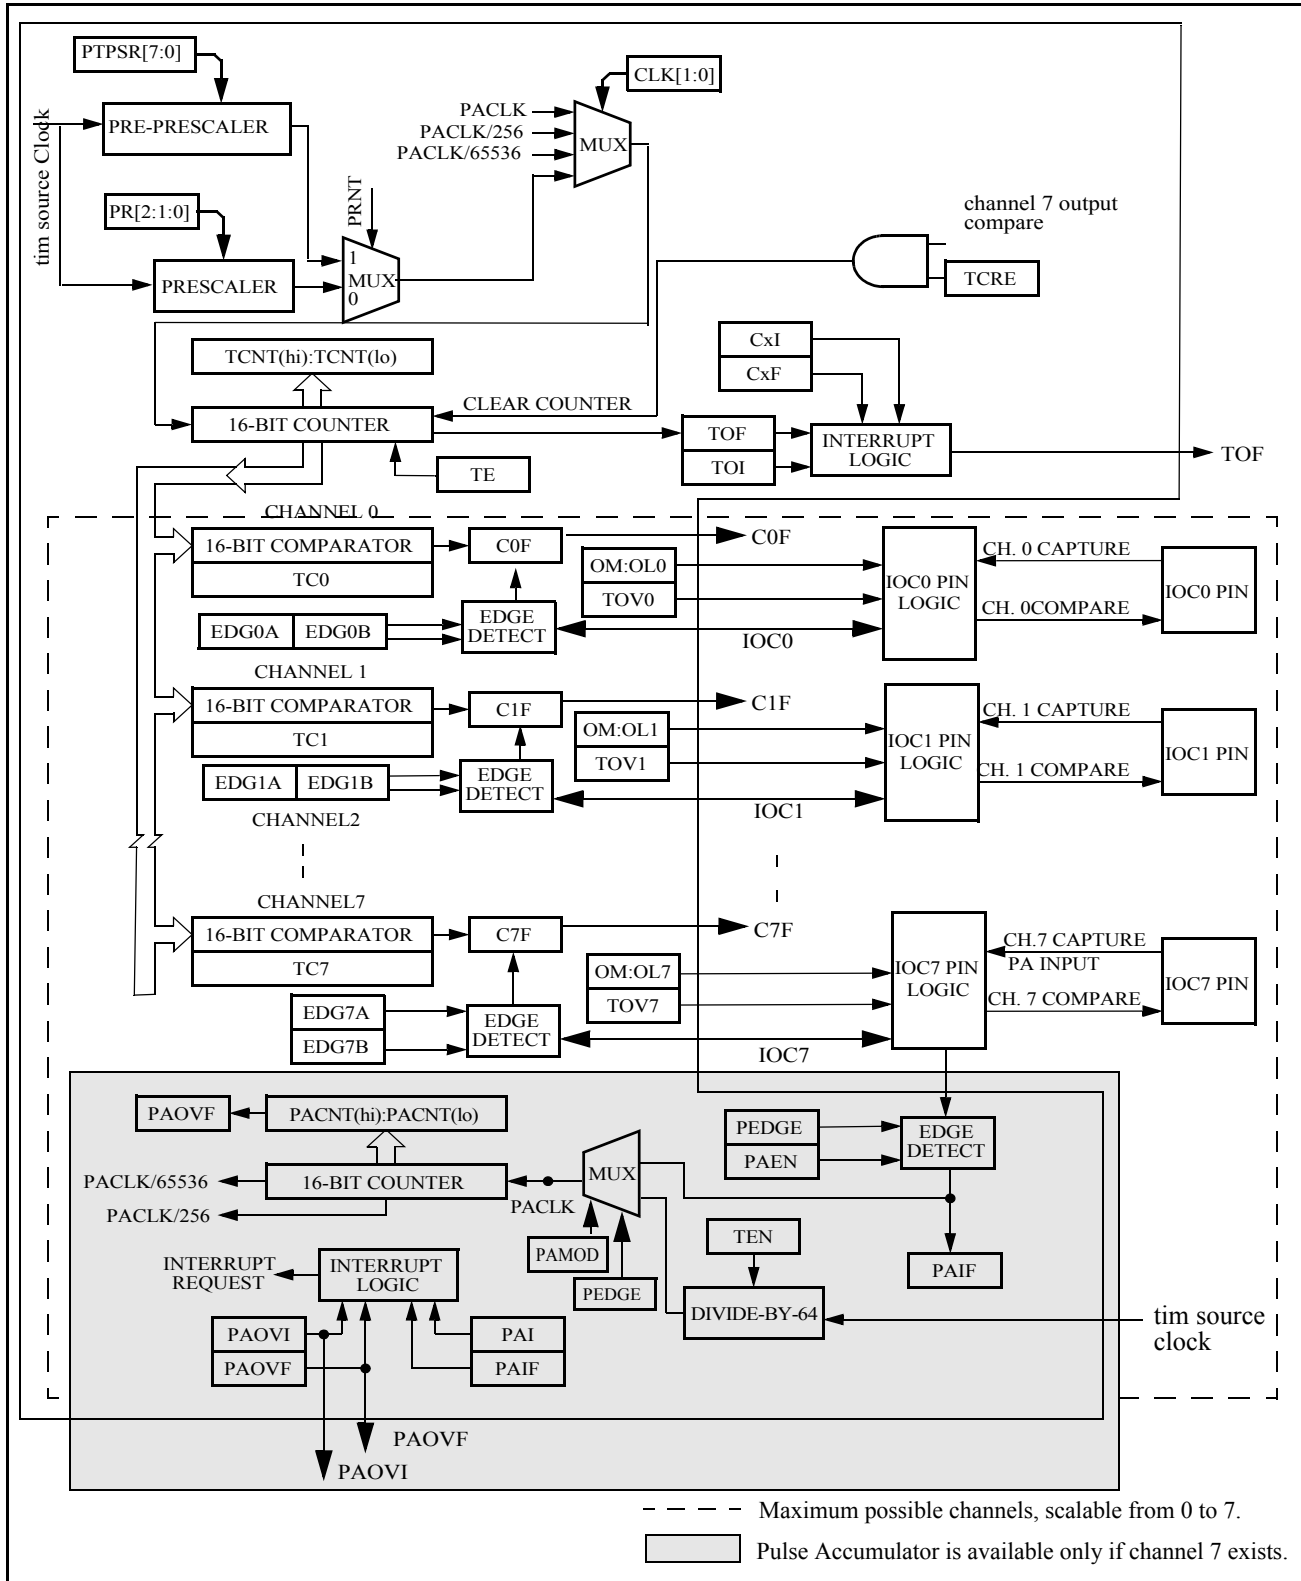 PTPSR[7:0]
CLK[1:0]
tim source Clock
PRE-PRESCALER
PACLK
PACLK/256
PACLK/65536
MUX
PR[2:1:0]
PRNT
channel 7 output
compare
1
MUX
0
PRESCALER
TCRE
TCNT(hi):TCNT(lo)
CxI
CxF
CLEAR COUNTER
16-BIT COUNTER
TOF
TOI
INTERRUPT
LOGIC
TOF
TE
CHANNEL 0
16-BIT COMPARATOR
TC0
C0F
C0F
OM:OL0
TOV0
IOC0 PIN
LOGIC
CH. 0 CAPTURE
CH. 0COMPARE
IOC0 PIN
EDG0A
EDG0B
EDGE
DETECT
IOC0
CHANNEL 1
16-BIT COMPARATOR
TC1
C1F
C1F
OM:OL1
TOV1
IOC1 PIN
LOGIC
CH. 1 CAPTURE
CH. 1 COMPARE
IOC1 PIN
EDG1A
EDG1B
EDGE
DETECT
IOC1
CHANNEL2
CHANNEL7
16-BIT COMPARATOR
TC7
C7F
C7F
OM:OL7
TOV7
IOC7 PIN
LOGIC
CH.7 CAPTURE
PA INPUT
CH. 7 COMPARE
IOC7 PIN
EDG7A
EDG7B
EDGE
DETECT
IOC7
PAOVF
PACNT(hi):PACNT(lo)
PEDGE
PAEN
EDGE
DETECT
PACLK/65536
16-BIT COUNTER
MUX
PACLK
PACLK/256
TEN
PAMOD
INTERRUPT
REQUEST
INTERRUPT
LOGIC
PEDGE
PAIF
DIVIDE-BY-64
tim source
clock
PAOVI
PAOVF
PAI
PAIF
PAOVF
PAOVI
Maximum possible channels, scalable from 0 to 7.
Pulse Accumulator is available only if channel 7 exists.